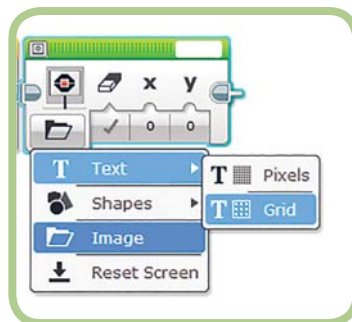 x y
0 0
T Text
T Pixels
Shapes
T Grid
Image
Reset Screen